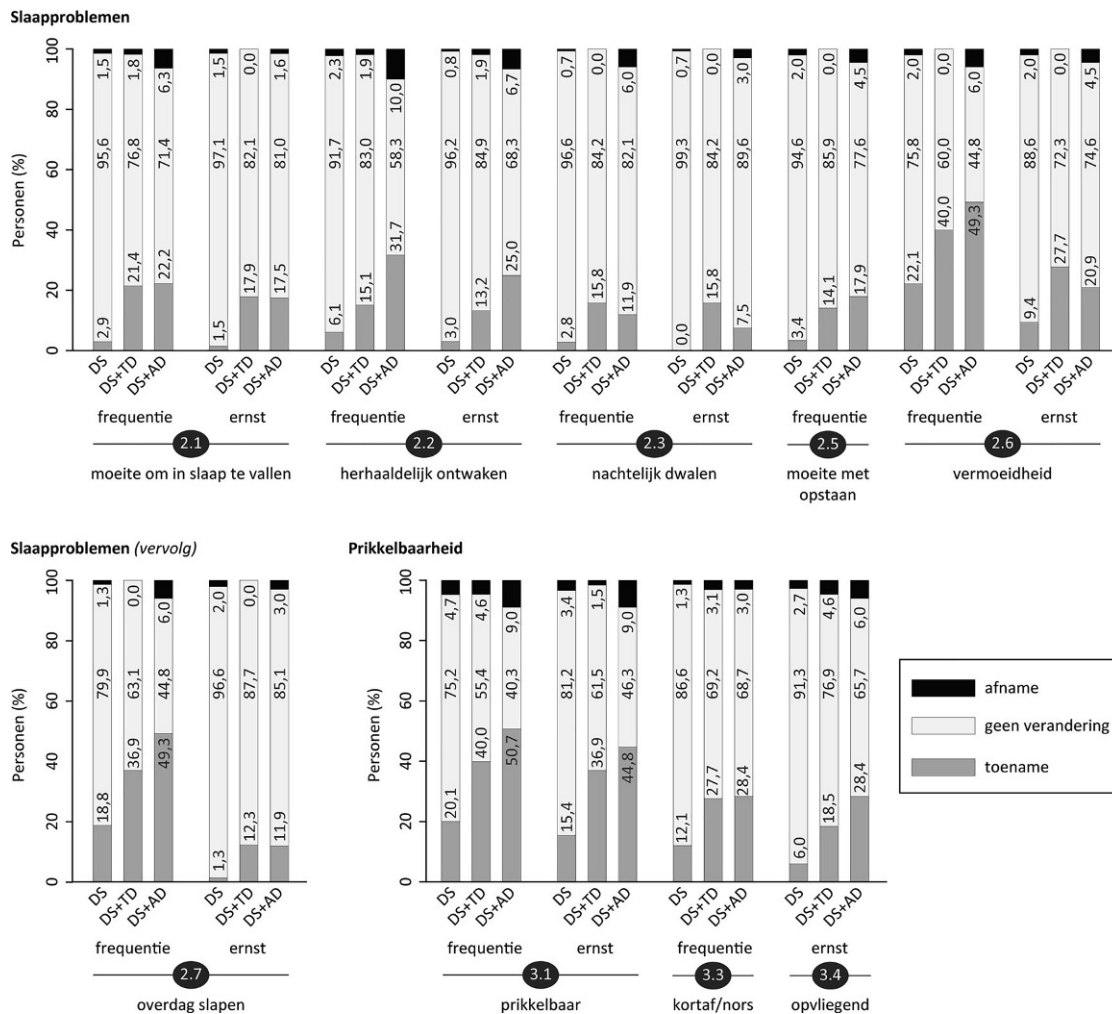 Slaapproblemen
Personen (%)
100
80
60
40
20
0
1,5 1,8 6,3 1,5 0,0 1,6 2,3 1,9 10,0 0,8 1,9 6,7 0,7 0,0 6,0 0,7 0,0 3,0 2,0 0,0 4,5 2,0 0,0 6,0 2,0 0,0 4,5
95,6 76,8 71,4 97,1 82,1 81,0 91,7 83,0 58,3 96,2 84,9 68,3 96,6 84,2 82,1 99,3 84,2 89,6 94,6 85,9 77,6 75,8 60,0 44,8 88,6 72,3 74,6
2,9 21,4 22,2 1,5 17,9 17,5 6,1 15,1 31,7 3,0 13,2 25,0 2,8 15,8 11,9 0,0 15,8 7,5 3,4 14,1 17,9 22,1 40,0 49,3 9,4 27,7 20,9
DS DS+TD DS+AD DS DS+TD DS+AD DS DS+TD DS+AD DS DS+TD DS+AD DS DS+TD DS+AD DS DS+TD DS+AD DS DS+TD DS+AD DS DS+TD DS+AD DS DS+TD DS+AD
frequentie ernst frequentie ernst frequentie ernst frequentie frequentie ernst
2.1 2.2 2.3 2.5 2.6
moeite om in slaap te vallen herhaaldelijk ontwaken nachtelijk dwalen moeite met vermoeidheid
opstaan
Slaapproblemen (vervolg)
Personen (%)
100
80
60
40
20
0
1,3 0,0 6,0 2,0 0,0 3,0
79,9 63,1 44,8 96,6 87,7 85,1
18,8 36,9 49,3 1,3 12,3 11,9
DS DS+TD DS+AD DS DS+TD DS+AD
frequentie ernst
2.7
overdag slapen
Prikkelbaarheid
Personen (%)
100
80
60
40
20
0
4,7 4,6 9,0 3,4 1,5 9,0 1,3 3,1 3,0 2,7 4,6 6,0
75,2 55,4 40,3 81,2 61,5 46,3 86,6 69,2 68,7 91,3 76,9 65,7
20,1 40,0 50,7 15,4 36,9 44,8 12,1 27,7 28,4 6,0 18,5 28,4
DS DS+TD DS+AD DS DS+TD DS+AD DS DS+TD DS+AD DS DS+TD DS+AD
frequentie ernst frequentie ernst
3.1 3.3 3.4
prikkelbaar kortaf/nors opvliegend
afname
geen verandering
toename